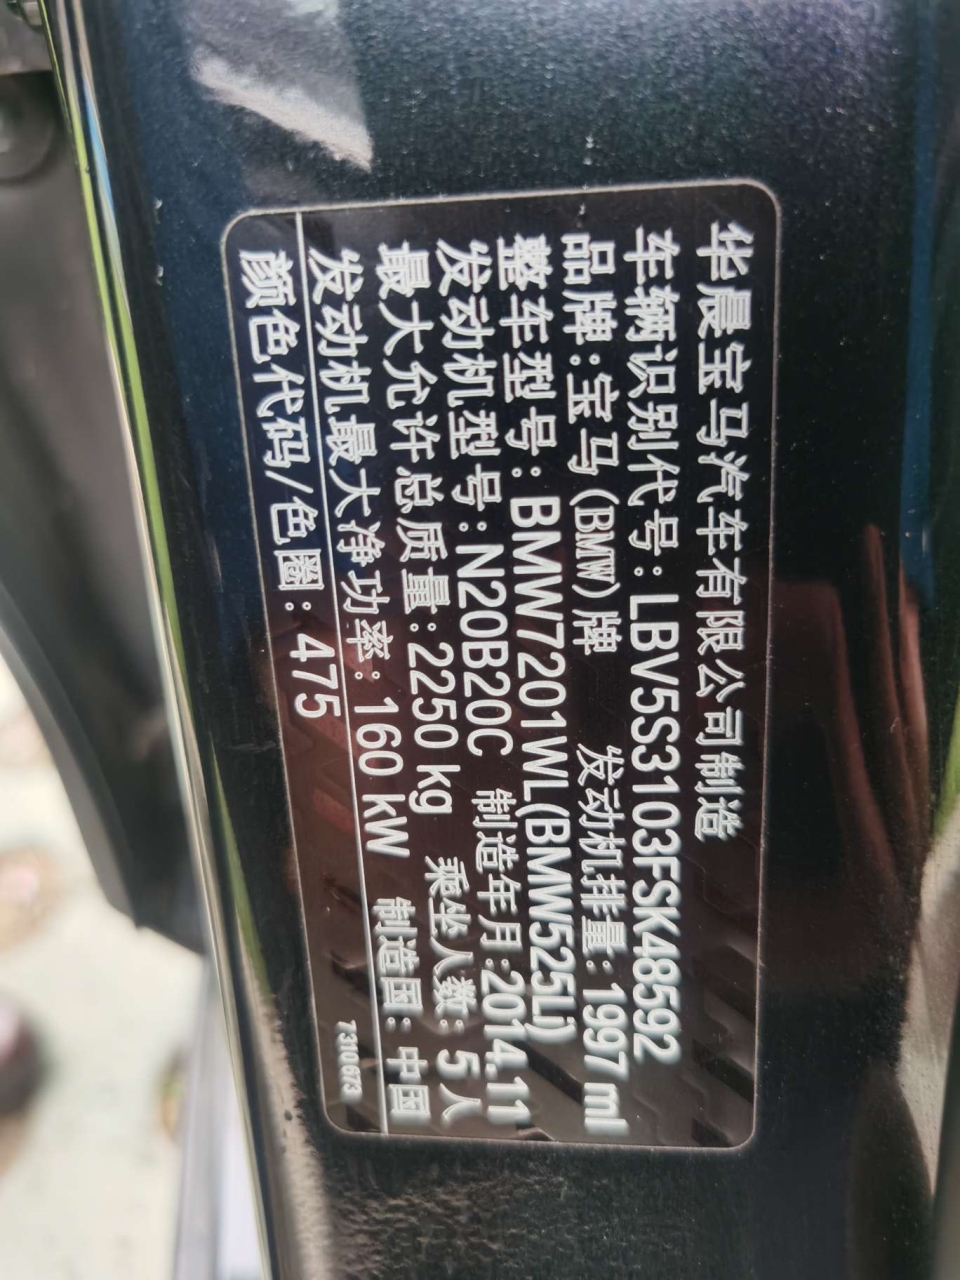 华晨宝马汽车有限公司制造
车辆识别代号:LBV5S3103FSK48592
品牌:宝马(BMW)牌 发动机排量:1997 ml
整车型号:BMW7201WL(BMW525Li)
发动机型号:N20B20C 制造年月:2014.11
最大允许总质量:2250 kg 乘坐人数:5人
发动机最大净功率:160 kW 制造国:中国
颜色代码/色圈:475 7310673